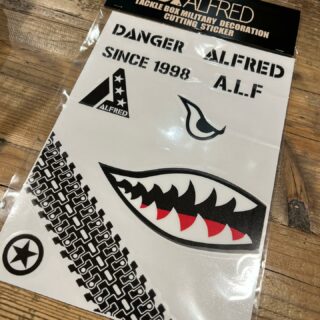 ALFRED
TACKLE BOX MILITARY DECORATION
CUTTING STICKER
DANGER ALFRED
SINCE 1998 A.L.F
ALFRED